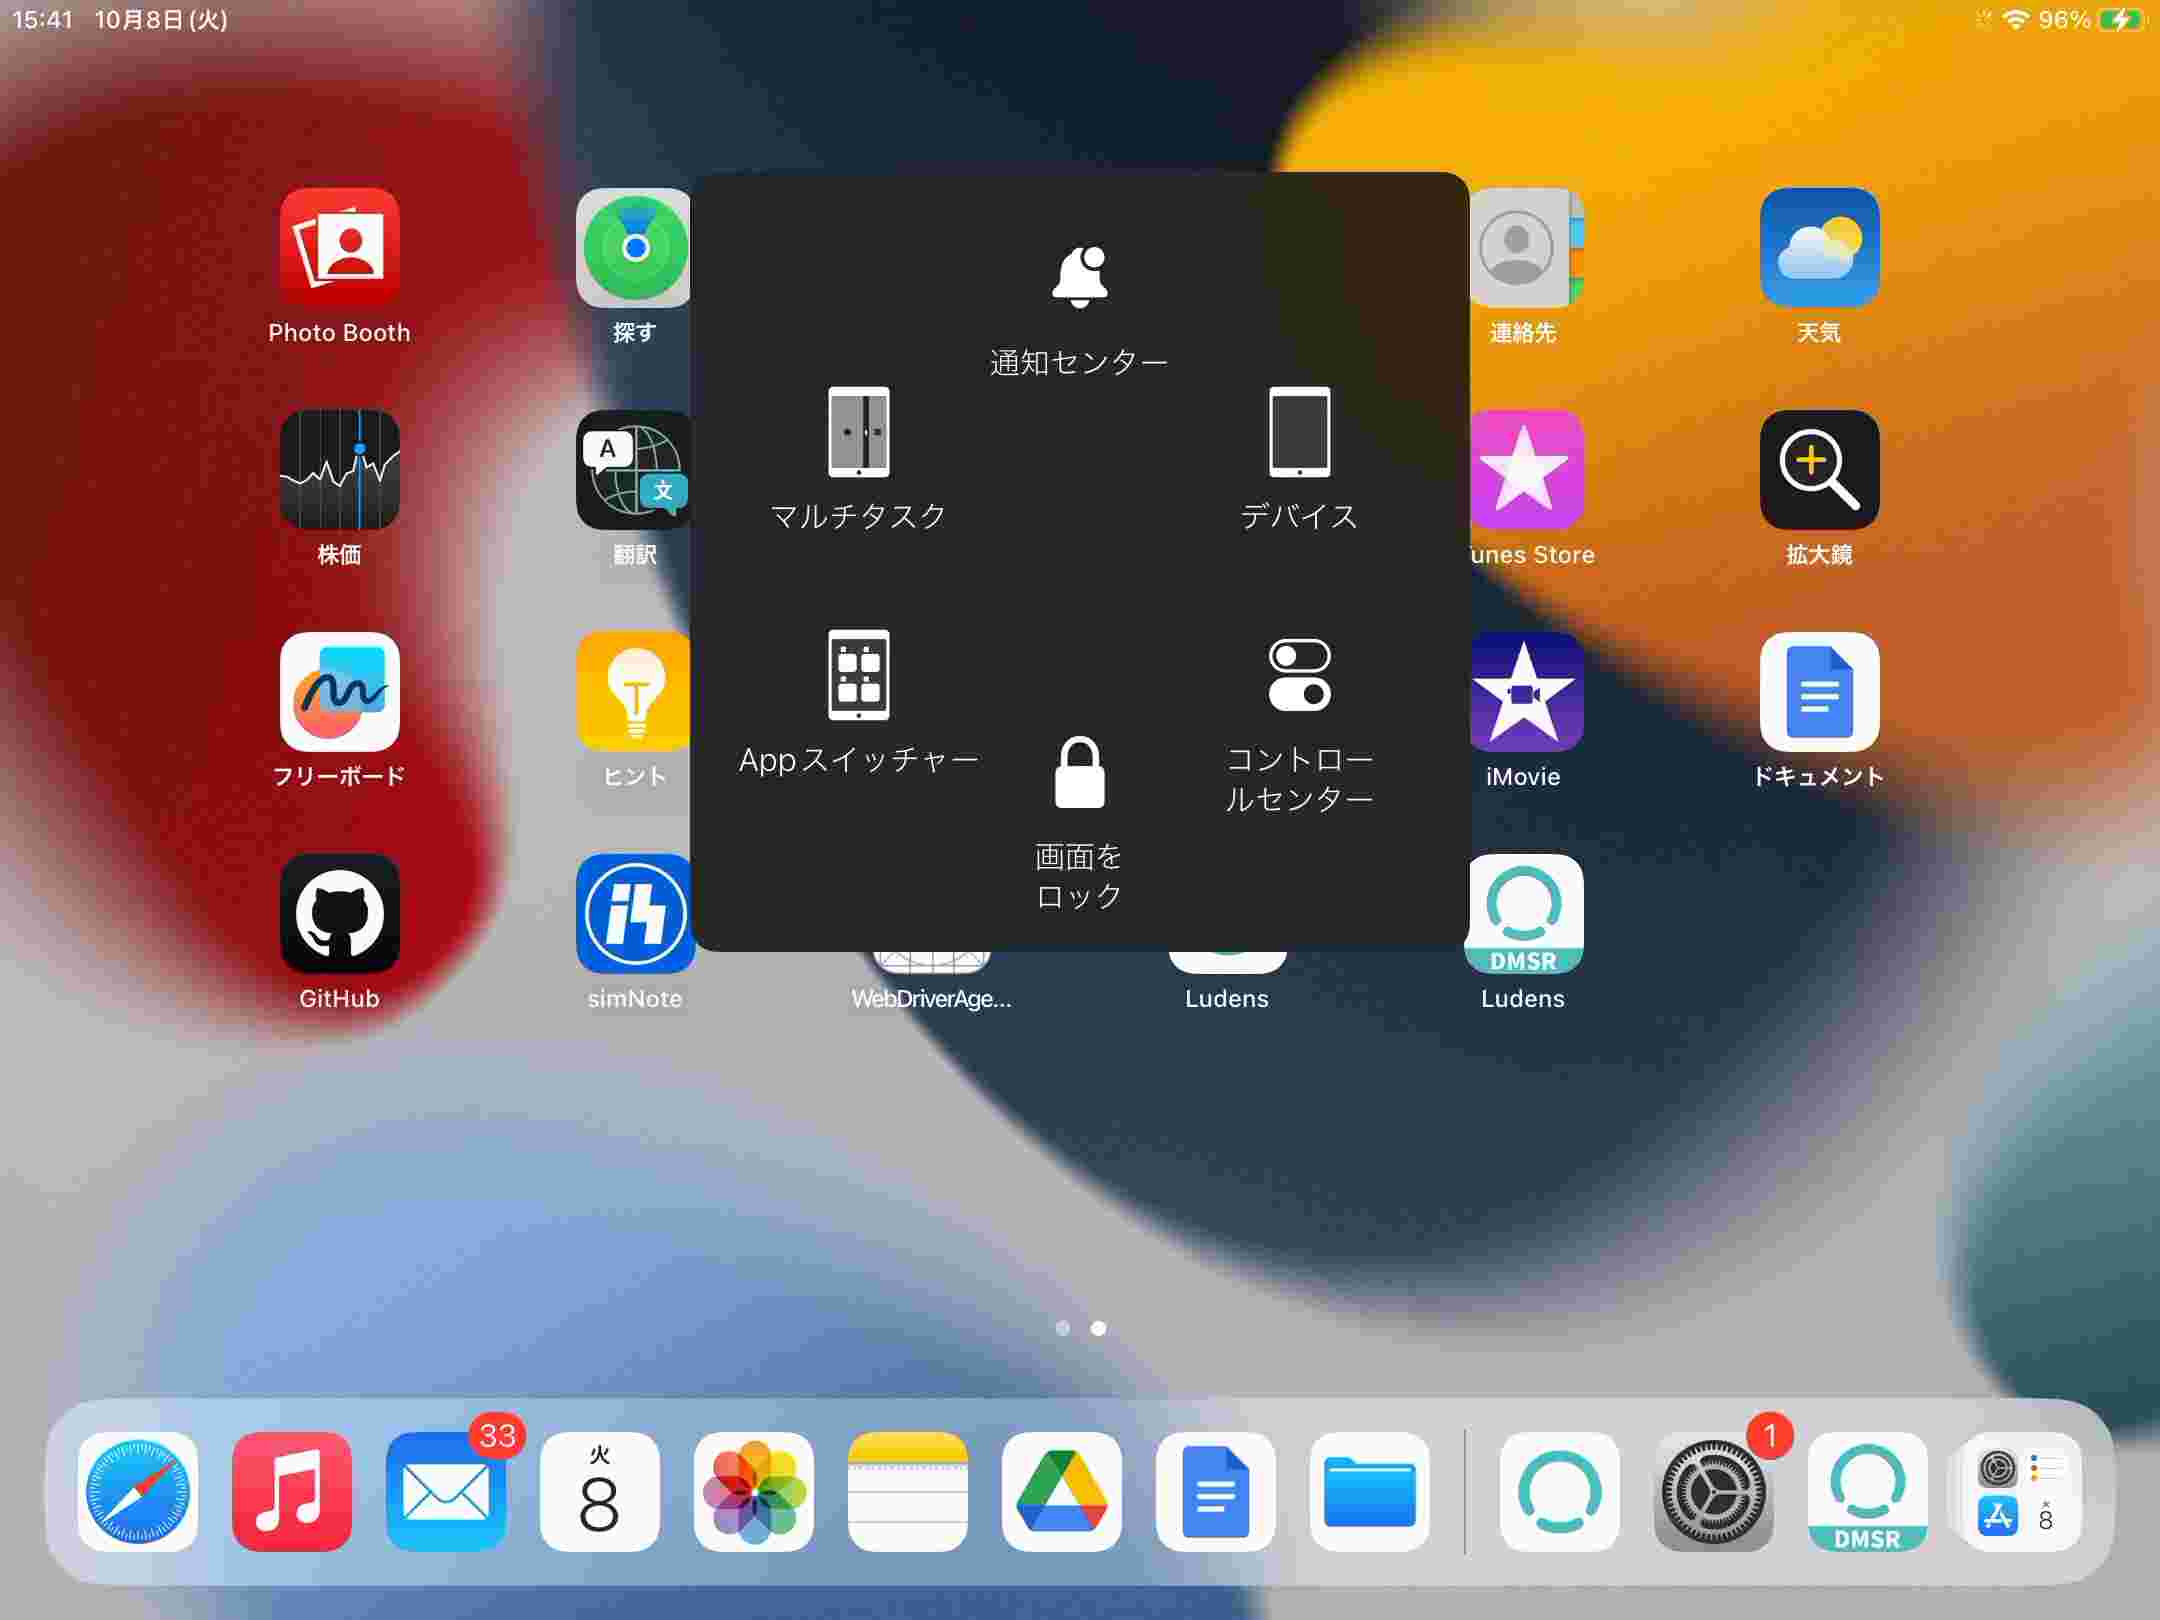 15:41 10月8日(火)
96%
Photo Booth
探す
連絡先
天気
通知センター
マルチタスク
デバイス
A
文
株価
翻訳
unes Store
拡大鏡
Appスイッチャー
コントロー
ルセンター
フリーボード
ヒント
iMovie
ドキュメント
画面を
ロック
DMSR
GitHub
simNote
WebDriverAge...
Ludens
Ludens
33
火
8
1
DMSR
8